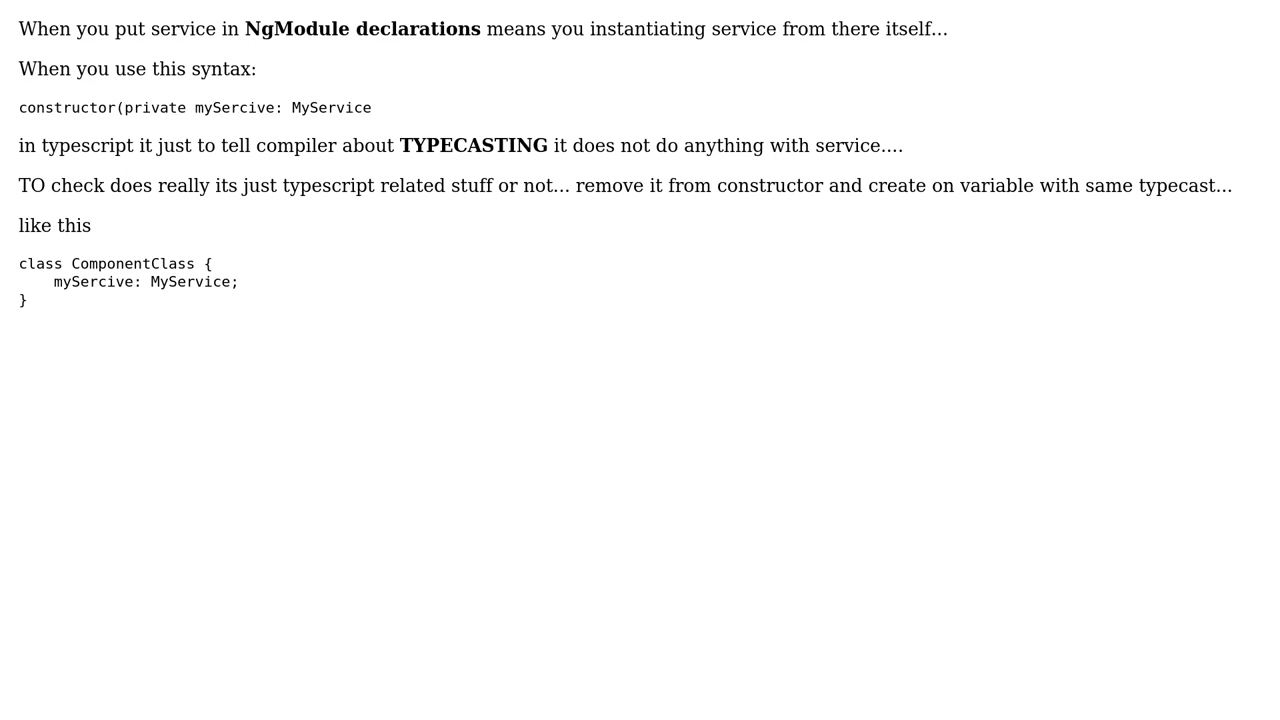 When you put service in NgModule declarations means you instantiating service from there itself...
When you use this syntax:
constructor(private mySercive: MyService
in typescript it just to tell compiler about TYPECASTING it does not do anything with service....
TO check does really its just typescript related stuff or not... remove it from constructor and create on variable with same typecast...
like this
class ComponentClass {
    mySercive: MyService;
}